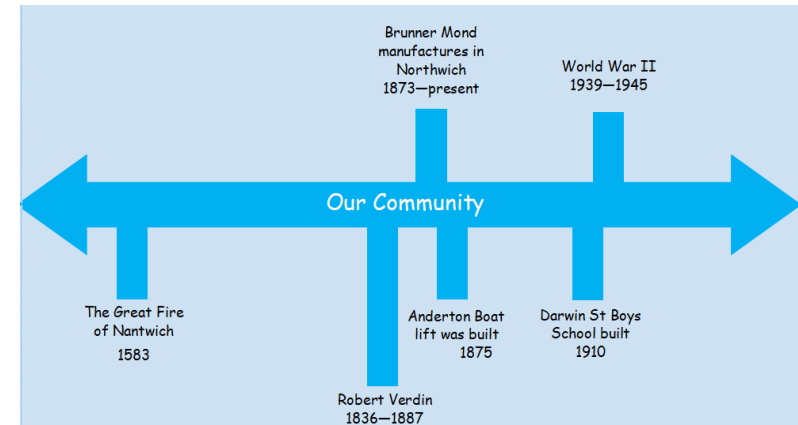 Brunner Mond
manufactures in
Northwich
1873—present
World War II
1939—1945
Our Community
The Great Fire
of Nantwich
1583
Robert Verdin
1836—1887
Anderton Boat
lift was built
1875
Darwin St Boys
School built
1910